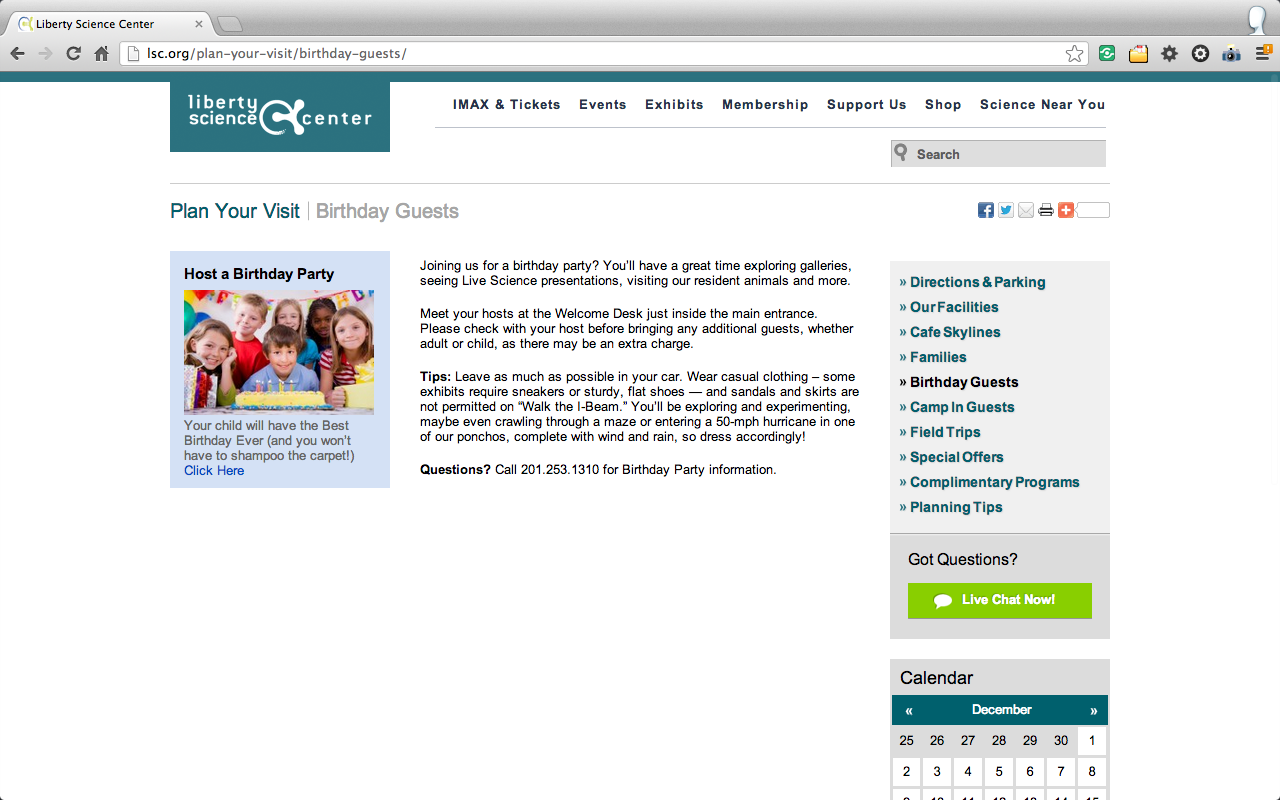 Liberty Science Center
lsc.org/plan-your-visit/birthday-guests/
liberty
science center
IMAX & Tickets Events Exhibits Membership Support Us Shop Science Near You
Search
Plan Your Visit | Birthday Guests
Host a Birthday Party
Your child will have the Best
Birthday Ever (and you won't
have to shampoo the carpet!)
Click Here
Joining us for a birthday party? You'll have a great time exploring galleries,
seeing Live Science presentations, visiting our resident animals and more.
Meet your hosts at the Welcome Desk just inside the main entrance.
Please check with your host before bringing any additional guests, whether
adult or child, as there may be an extra charge.
Tips: Leave as much as possible in your car. Wear casual clothing – some
exhibits require sneakers or sturdy, flat shoes — and sandals and skirts are
not permitted on “Walk the I-Beam.” You'll be exploring and experimenting,
maybe even crawling through a maze or entering a 50-mph hurricane in one
of our ponchos, complete with wind and rain, so dress accordingly!
Questions? Call 201.253.1310 for Birthday Party information.
» Directions & Parking
» Our Facilities
» Cafe Skylines
» Families
» Birthday Guests
» Camp In Guests
» Field Trips
» Special Offers
» Complimentary Programs
» Planning Tips
Got Questions?
Live Chat Now!
Calendar
« December »
25 26 27 28 29 30 1
2 3 4 5 6 7 8
9 10 11 12 13 14 15